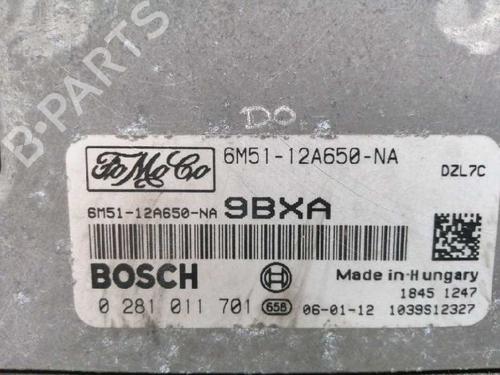 B-PARTS
DO
FoMoCo
6M51-12A650-NA
DZL7C
6M51-12A650-NA 9BXA
BOSCH
Made in Hungary
1845 1247
0 281 011 701 658 06-01-12 1039S12327